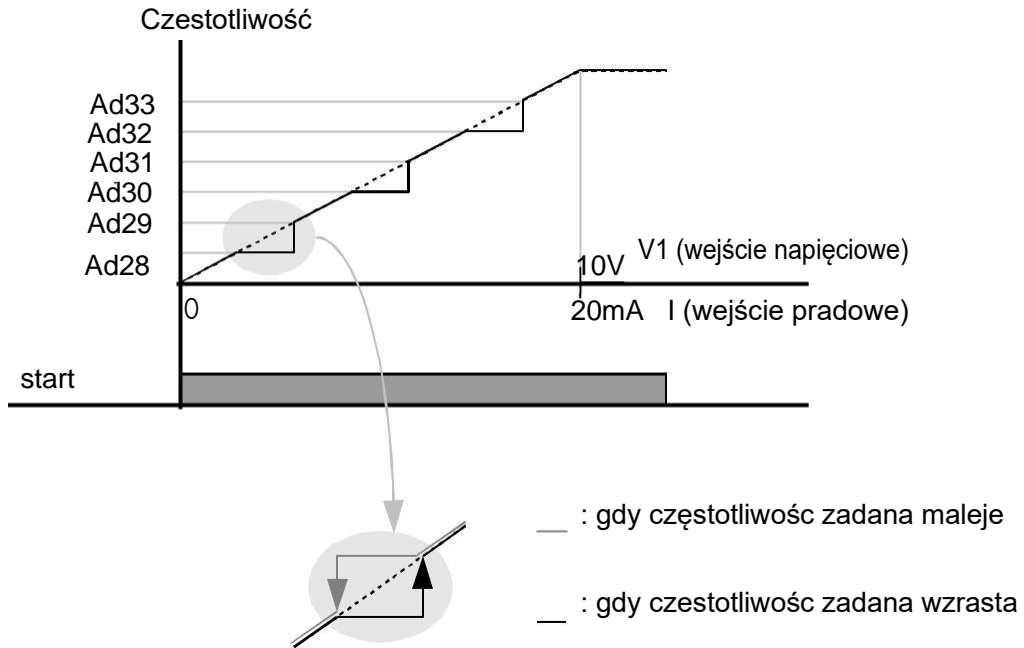 Czestotliwość
Ad33
Ad32
Ad31
Ad30
Ad29
Ad28
10V V1 (wejście napięciowe)
0
20mA I (wejście pradowe)
start
: gdy częstotliwośc zadana maleje
: gdy czestotliwośc zadana wzrasta